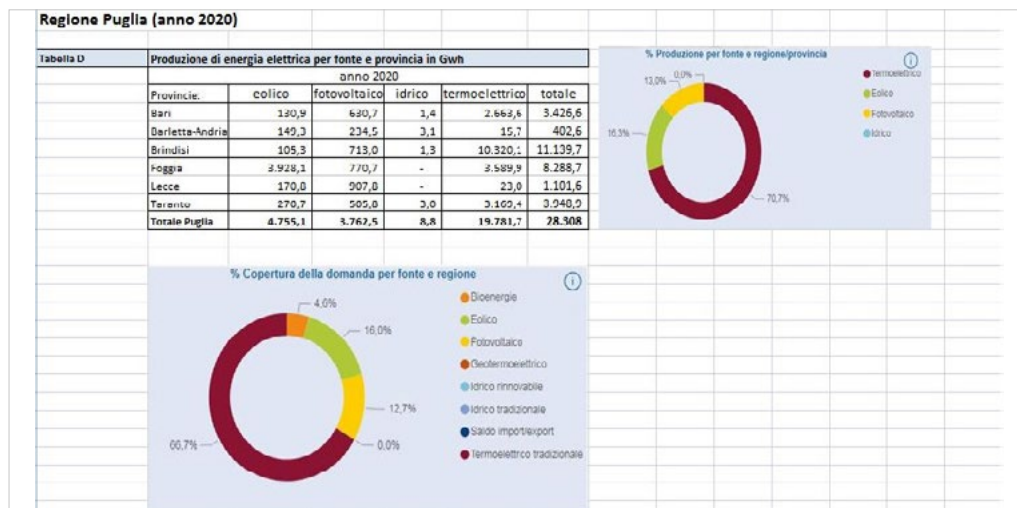 Regione Puglia (anno 2020)
Tabella D
Produzione di energia elettrica per fonte e provincia in Gwh
anno 2020
Provincie: eolico fotovoltaico idrico termoelettrico totale
Bari 130,9 630,7 1,4 2.663,6 3.426,6
Barletta-Andria 149,3 234,5 3,1 15,7 402,6
Brindisi 105,3 713,0 1,3 10.320,1 11.139,7
Foggia 3.928,1 770,7 - 3.589,9 8.288,7
Lecce 170,8 907,8 - 23,0 1.101,6
Taranto 270,7 505,8 3,0 3.169,4 3.948,9
Totale Puglia 4.755,1 3.762,5 8,8 19.781,7 28.308
% Produzione per fonte e regione/provincia
13,0%
0,0%
16,3%
70,7%
Termoelettrico
Eolico
Fotovoltaico
Idrico
% Copertura della domanda per fonte e regione
4,6%
16,0%
12,7%
0,0%
66,7%
Bioenergie
Eolico
Fotovoltaico
Geotermoelettrico
Idrico rinnovabile
Idrico tradizionale
Saldo import/export
Termoelettrco tradizionale